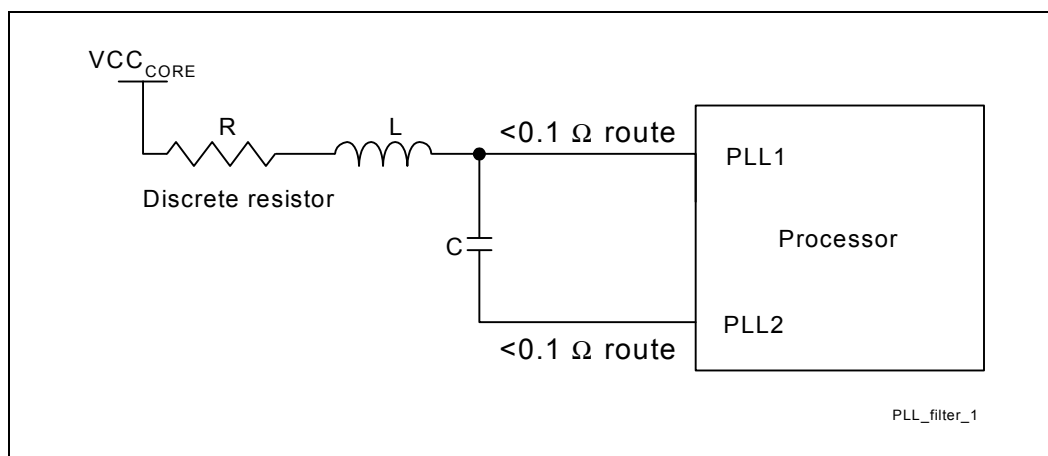 VCC_CORE
R
L
<0.1 Ω route
PLL1
Discrete resistor
C
Processor
PLL2
<0.1 Ω route
PLL_filter_1